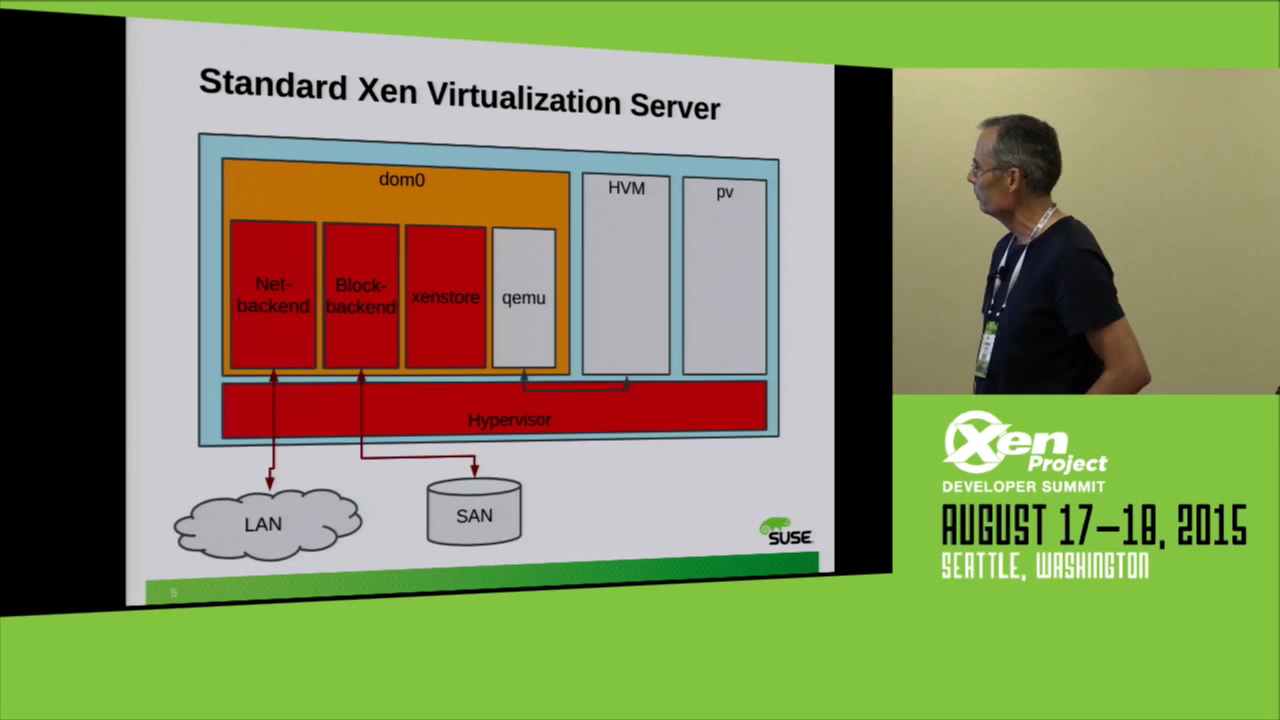 Standard Xen Virtualization Server
dom0
HVM
pv
Net-
backend
Block-
backend
xenstore
qemu
Hypervisor
LAN
SAN
SUSE
5
Xen
Project
DEVELOPER SUMMIT
AUGUST 17–18, 2015
SEATTLE, WASHINGTON